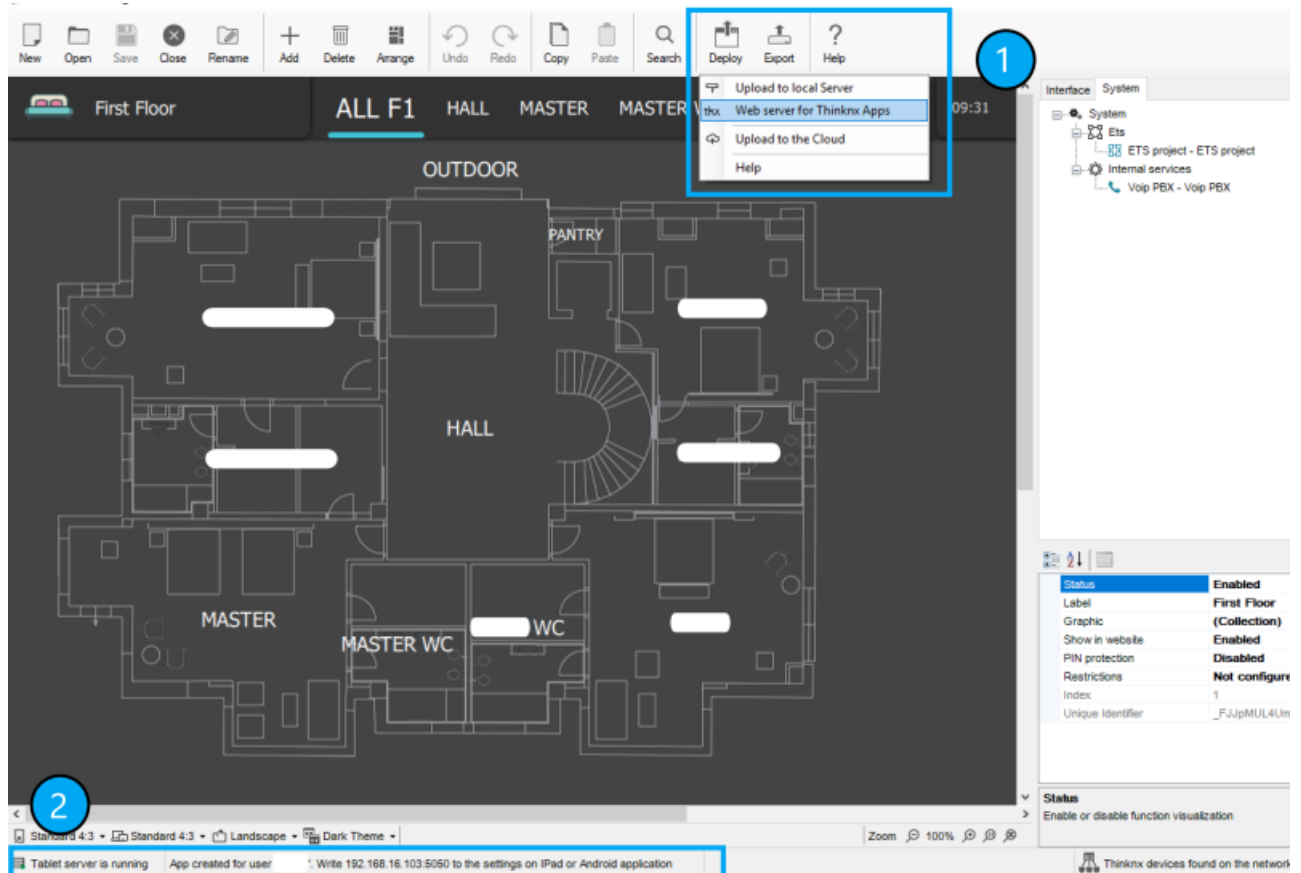 New Open Save Close Rename Add Delete Arrange Undo Redo Copy Paste Search Deploy Export Help
1
Upload to local Server
thx Web server for Thinknx Apps
Upload to the Cloud
Help
First Floor ALL F1 HALL MASTER MASTER 09:31
Interface System
System
Ets
ETS project - ETS project
Internal services
Voip PBX - Voip PBX
OUTDOOR
PANTRY
HALL
MASTER
MASTER WC
WC
Status Enabled
Label First Floor
Graphic (Collection)
Show in website Enabled
PIN protection Disabled
Restrictions Not configure
Index 1
Unique Identifier _FJJpMUL4Um
Status
Enable or disable function visualization
2
Standard 4:3 Standard 4:3 Landscape Dark Theme Zoom 100%
Tablet server is running App created for user '. Write 192.168.16.103:5050 to the settings on IPad or Android application Thinknx devices found on the network